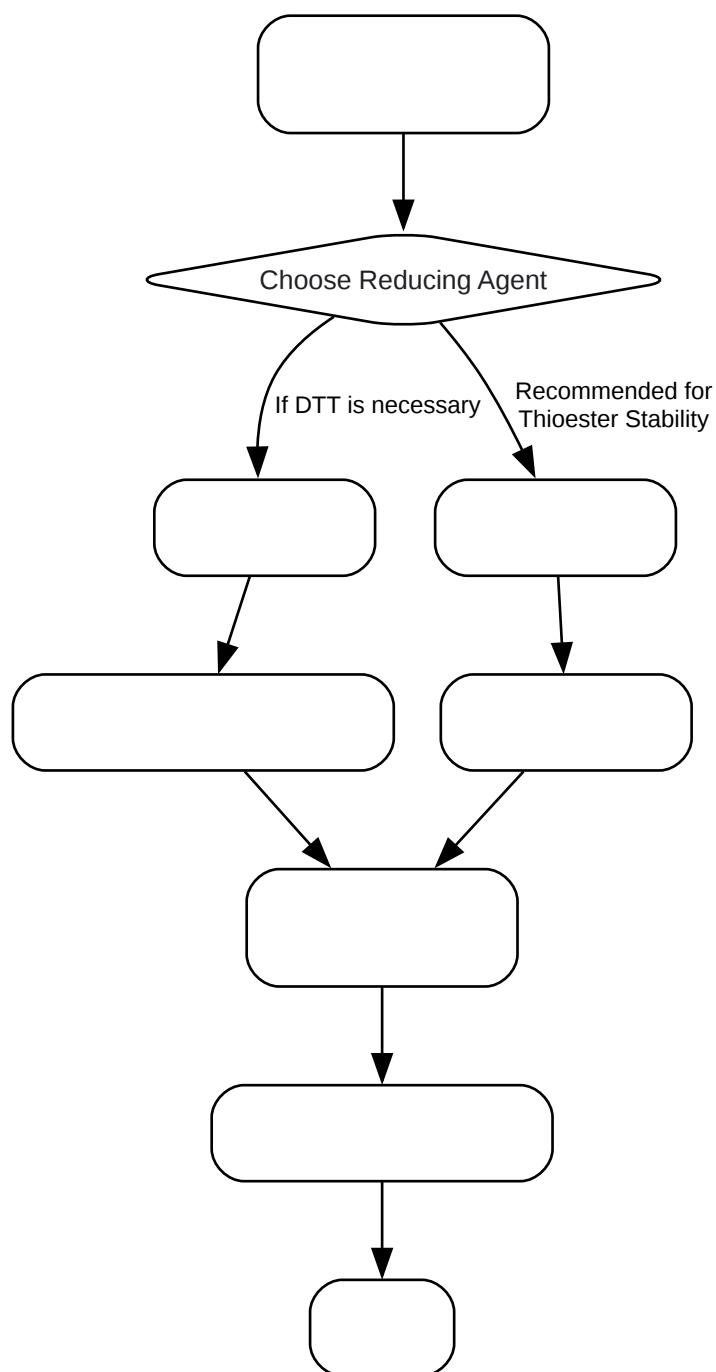 Choose Reducing Agent
If DTT is necessary
Recommended for
Thioester Stability